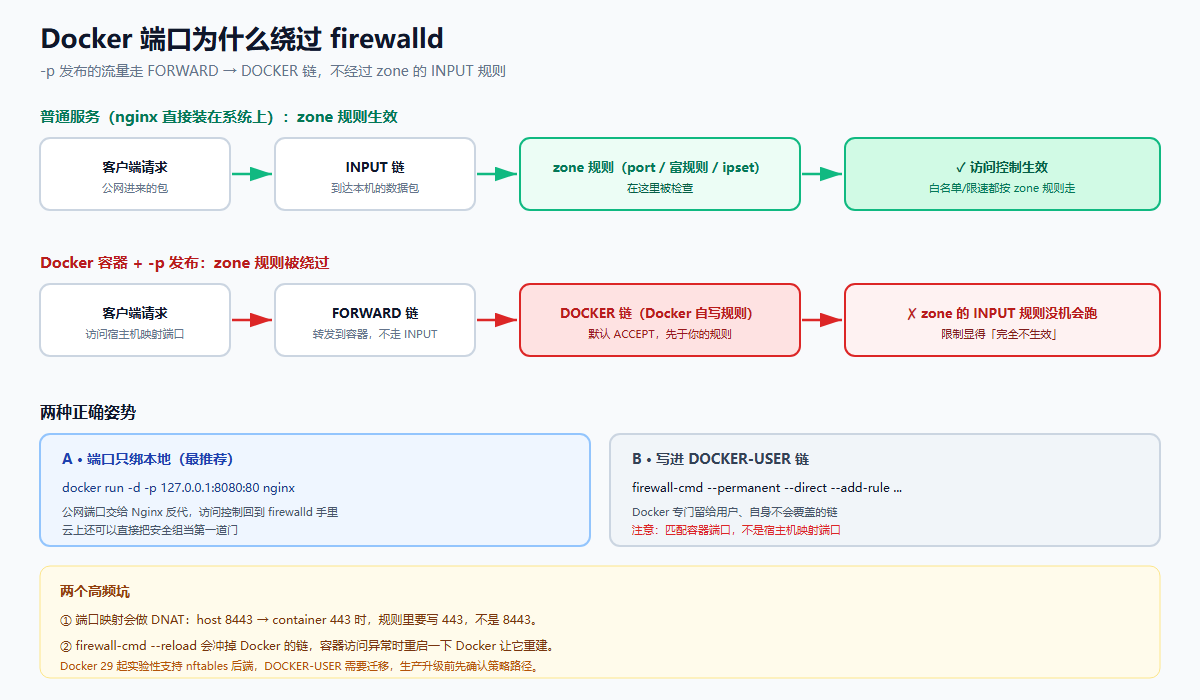 Docker 端口为什么绕过 firewalld
-p 发布的流量走 FORWARD → DOCKER 链，不经过 zone 的 INPUT 规则
普通服务（nginx 直接装在系统上）：zone 规则生效
客户端请求
公网进来的包
INPUT 链
到达本机的数据包
zone 规则（port / 富规则 / ipset）
在这里被检查
✓ 访问控制生效
白名单/限速都按 zone 规则走
Docker 容器 + -p 发布：zone 规则被绕过
客户端请求
访问宿主机映射端口
FORWARD 链
转发到容器，不走 INPUT
DOCKER 链（Docker 自写规则）
默认 ACCEPT，先于你的规则
✗ zone 的 INPUT 规则没机会跑
限制显得「完全不生效」
两种正确姿势
A • 端口只绑本地（最推荐）
docker run -d -p 127.0.0.1:8080:80 nginx
公网端口交给 Nginx 反代，访问控制回到 firewalld 手里
云上还可以直接把安全组当第一道门
B • 写进 DOCKER-USER 链
firewall-cmd --permanent --direct --add-rule ...
Docker 专门留给用户、自身不会覆盖的链
注意：匹配容器端口，不是宿主机映射端口
两个高频坑
① 端口映射会做 DNAT：host 8443 → container 443 时，规则里要写 443，不是 8443。
② firewall-cmd --reload 会冲掉 Docker 的链，容器访问异常时重启一下 Docker 让它重建。
Docker 29 起实验性支持 nftables 后端，DOCKER-USER 需要迁移，生产升级前先确认策略路径。